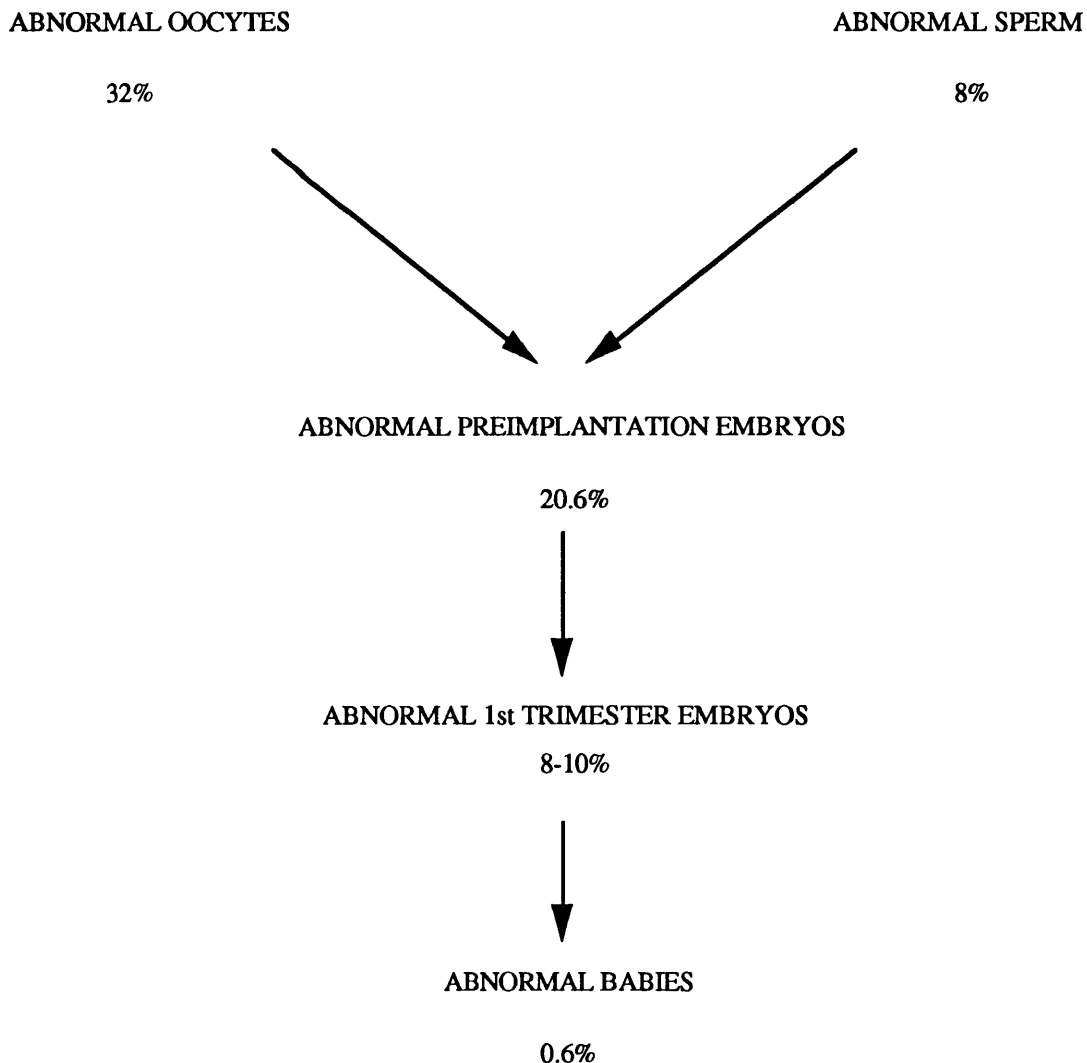 ABNORMAL OOCYTES
ABNORMAL SPERM
32%
8%
ABNORMAL PREIMPLANTATION EMBRYOS
20.6%
ABNORMAL 1st TRIMESTER EMBRYOS
8-10%
ABNORMAL BABIES
0.6%